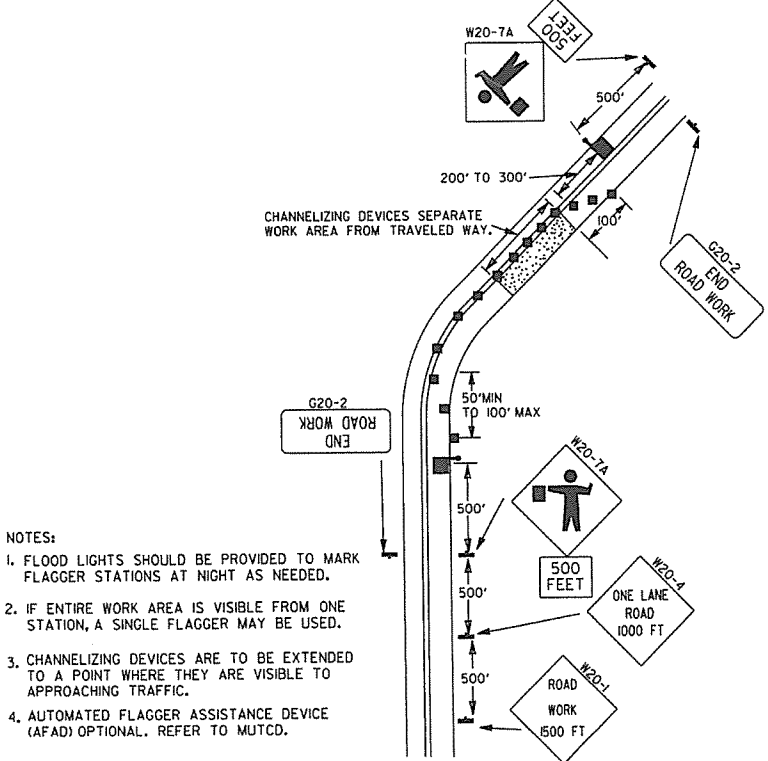 500
FEET
W20-7A
500'
200' TO 300'
CHANNELIZING DEVICES SEPARATE
WORK AREA FROM TRAVELED WAY.
100'
G20-2
END
ROAD WORK
G20-2
END
ROAD WORK
50'MIN
TO 100' MAX
W20-7A
500'
500
FEET
500'
W20-4
ONE LANE
ROAD
1000 FT
500'
W20-1
ROAD
WORK
1500 FT
NOTES:
1. FLOOD LIGHTS SHOULD BE PROVIDED TO MARK
FLAGGER STATIONS AT NIGHT AS NEEDED.
2. IF ENTIRE WORK AREA IS VISIBLE FROM ONE
STATION, A SINGLE FLAGGER MAY BE USED.
3. CHANNELIZING DEVICES ARE TO BE EXTENDED
TO A POINT WHERE THEY ARE VISIBLE TO
APPROACHING TRAFFIC.
4. AUTOMATED FLAGGER ASSISTANCE DEVICE
(AFAD) OPTIONAL. REFER TO MUTCD.